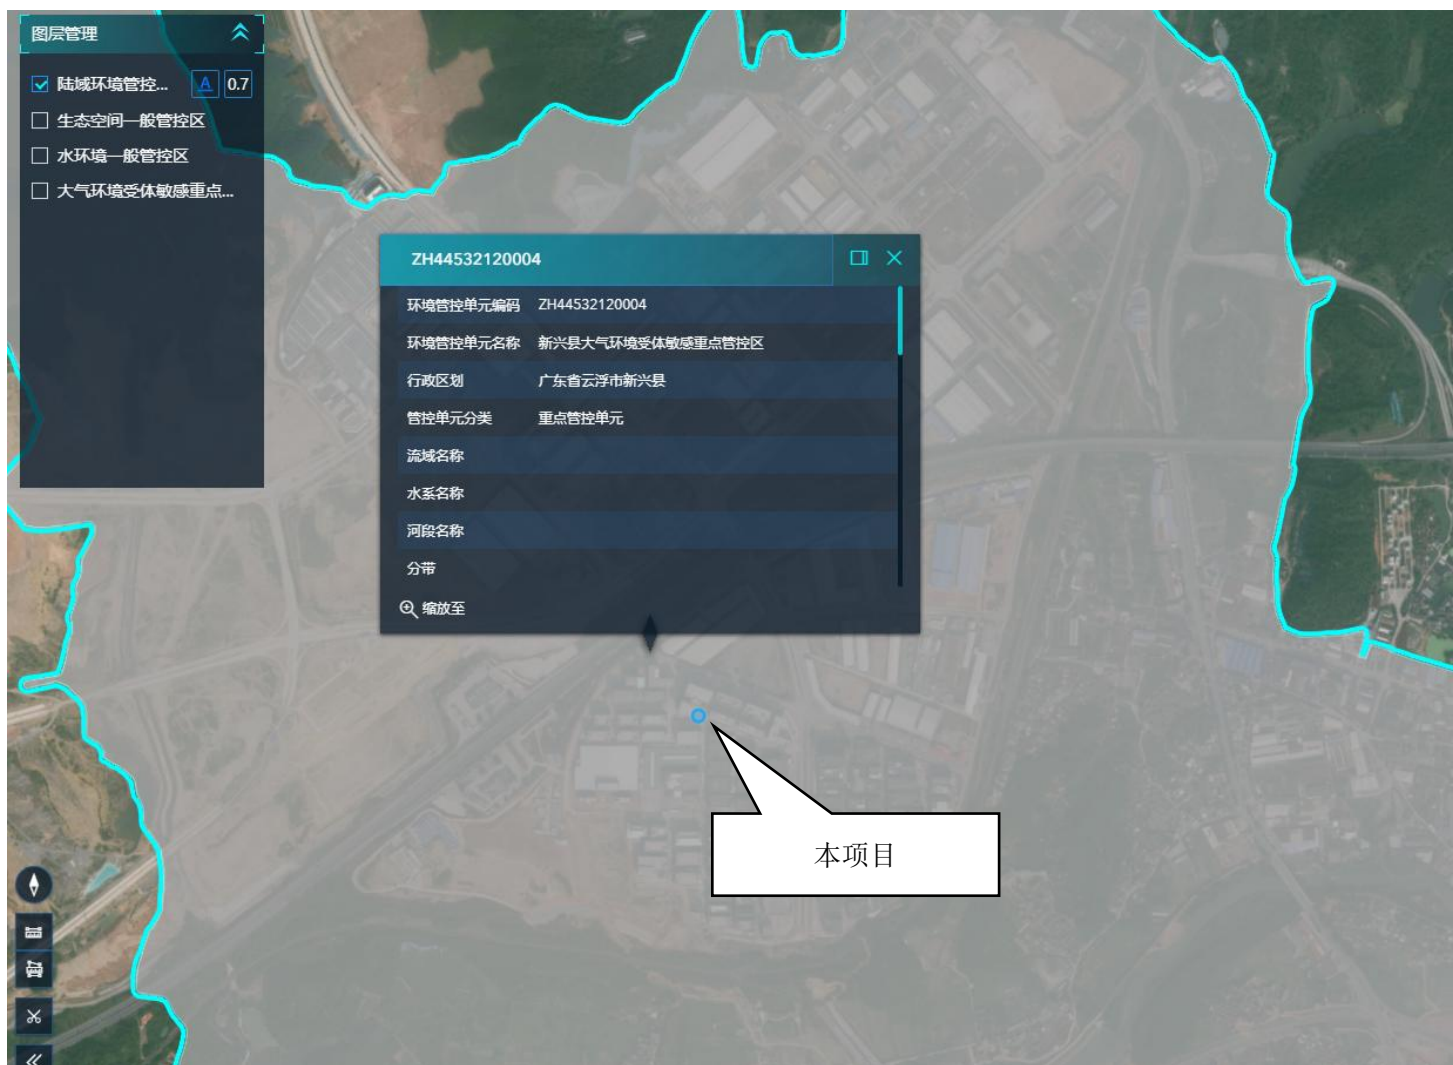 图层管理
陆域环境管控... A 0.7
生态空间一般管控区
水环境一般管控区
大气环境受体敏感重点...
ZH44532120004
环境管控单元编码 ZH44532120004
环境管控单元名称 新兴县大气环境受体敏感重点管控区
行政区划 广东省云浮市新兴县
管控单元分类 重点管控单元
流域名称
水系名称
河段名称
分带
缩放至
本项目